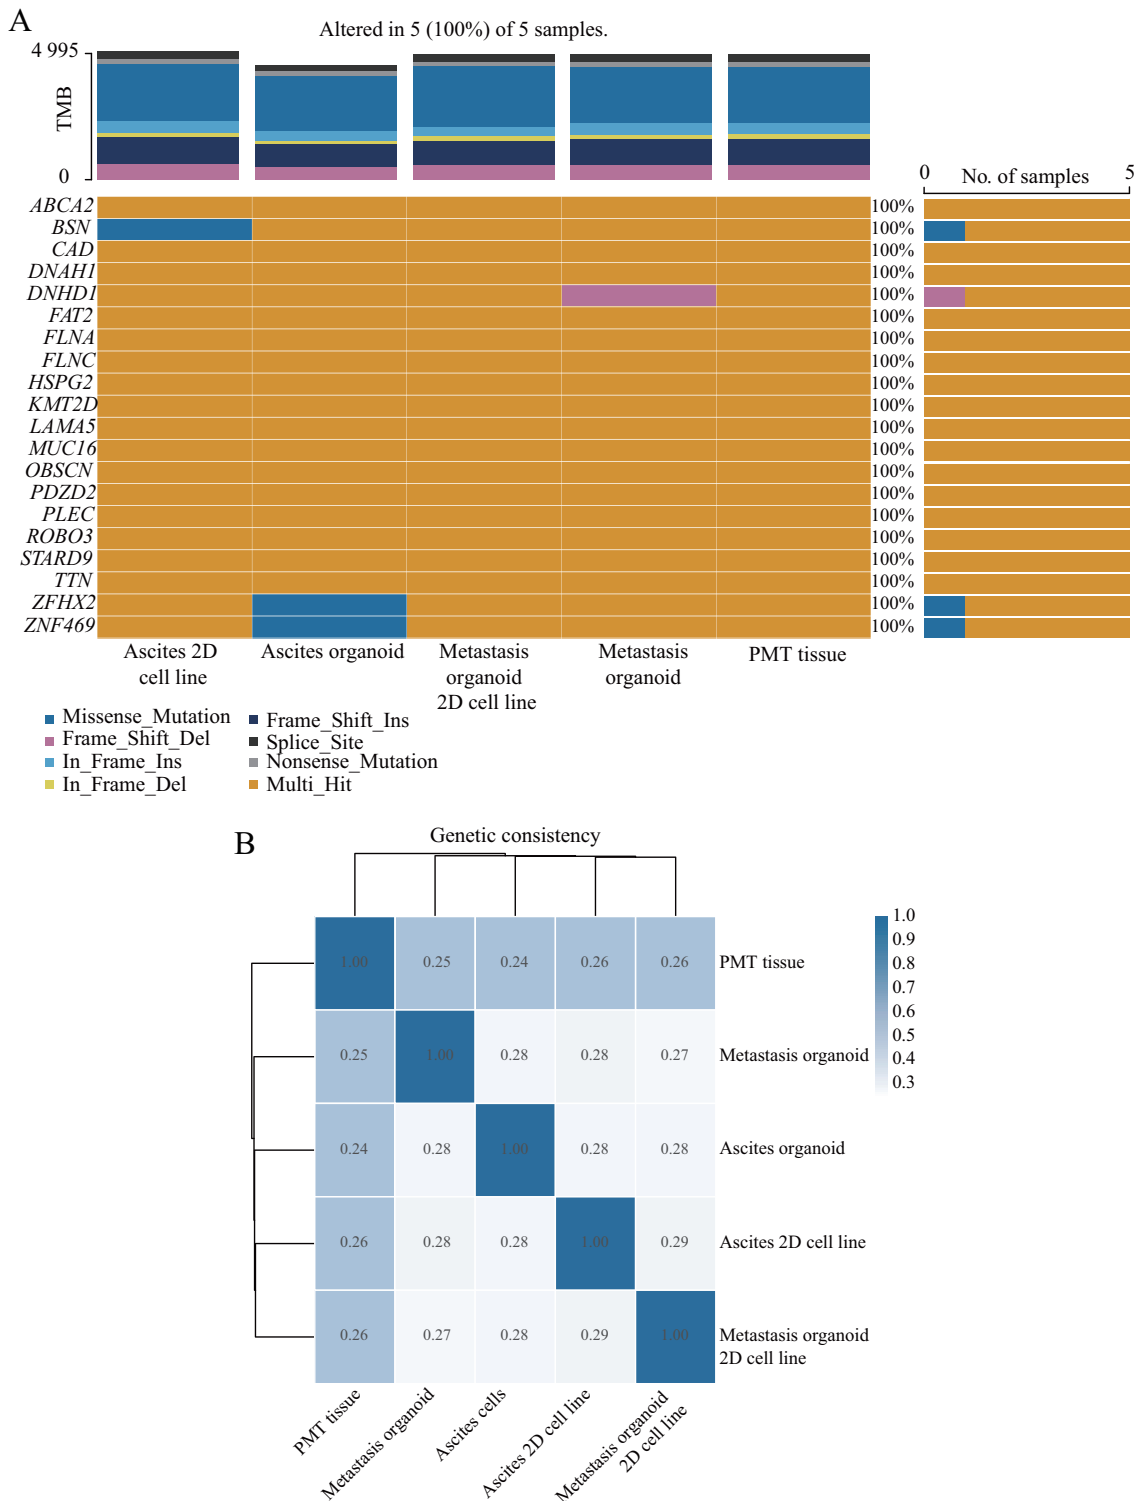 A
Altered in 5 (100%) of 5 samples.
4 995
TMB
0
0 No. of samples 5
ABCA2 100%
BSN 100%
CAD 100%
DNAH1 100%
DNHD1 100%
FAT2 100%
FLNA 100%
FLNC 100%
HSPG2 100%
KMT2D 100%
LAMA5 100%
MUC16 100%
OBSCN 100%
PDZD2 100%
PLEC 100%
ROBO3 100%
STARD9 100%
TTN 100%
ZFHX2 100%
ZNF469 100%
Ascites 2D
cell line
Ascites organoid
Metastasis
organoid
2D cell line
Metastasis
organoid
PMT tissue
Missense_Mutation
Frame_Shift_Del
In_Frame_Ins
In_Frame_Del
Frame_Shift_Ins
Splice_Site
Nonsense_Mutation
Multi_Hit
B
Genetic consistency
1.00 0.25 0.24 0.26 0.26 PMT tissue
0.25 1.00 0.28 0.28 0.27 Metastasis organoid
0.24 0.28 1.00 0.28 0.28 Ascites organoid
0.26 0.28 0.28 1.00 0.29 Ascites 2D cell line
0.26 0.27 0.28 0.29 1.00 Metastasis organoid
2D cell line
1.0
0.9
0.8
0.7
0.6
0.5
0.4
0.3
PMT tissue
Metastasis organoid
Ascites cells
Ascites 2D cell line
Metastasis organoid
2D cell line